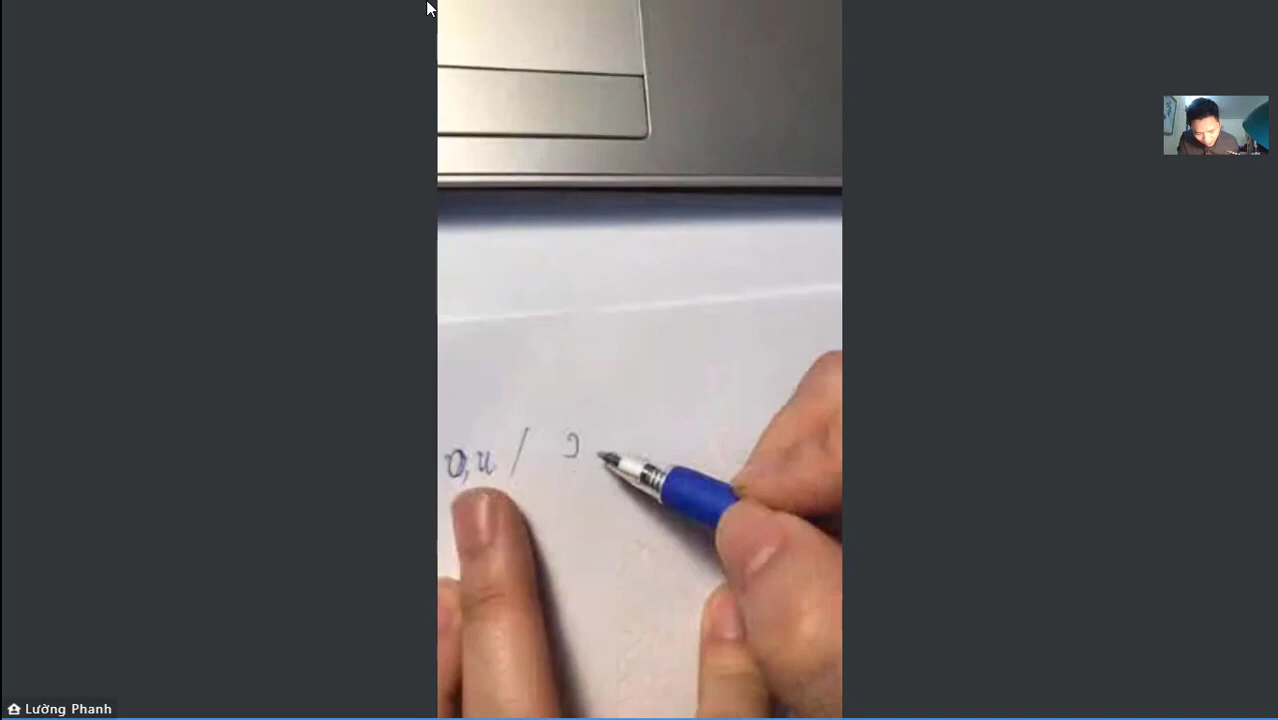 o, u /
Lường Phanh